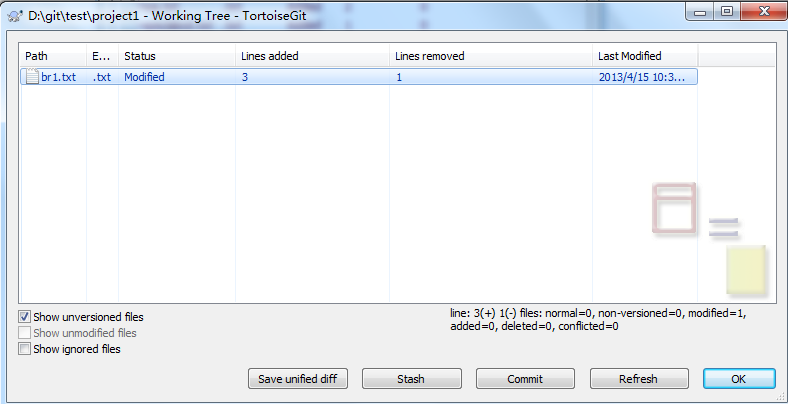 D:\git\test\project1 - Working Tree - TortoiseGit
Path E... Status Lines added Lines removed Last Modified
br1.txt .txt Modified 3 1 2013/4/15 10:3...
Show unversioned files
Show unmodified files
Show ignored files
line: 3(+) 1(-) files: normal=0, non-versioned=0, modified=1,
added=0, deleted=0, conflicted=0
Save unified diff Stash Commit Refresh OK